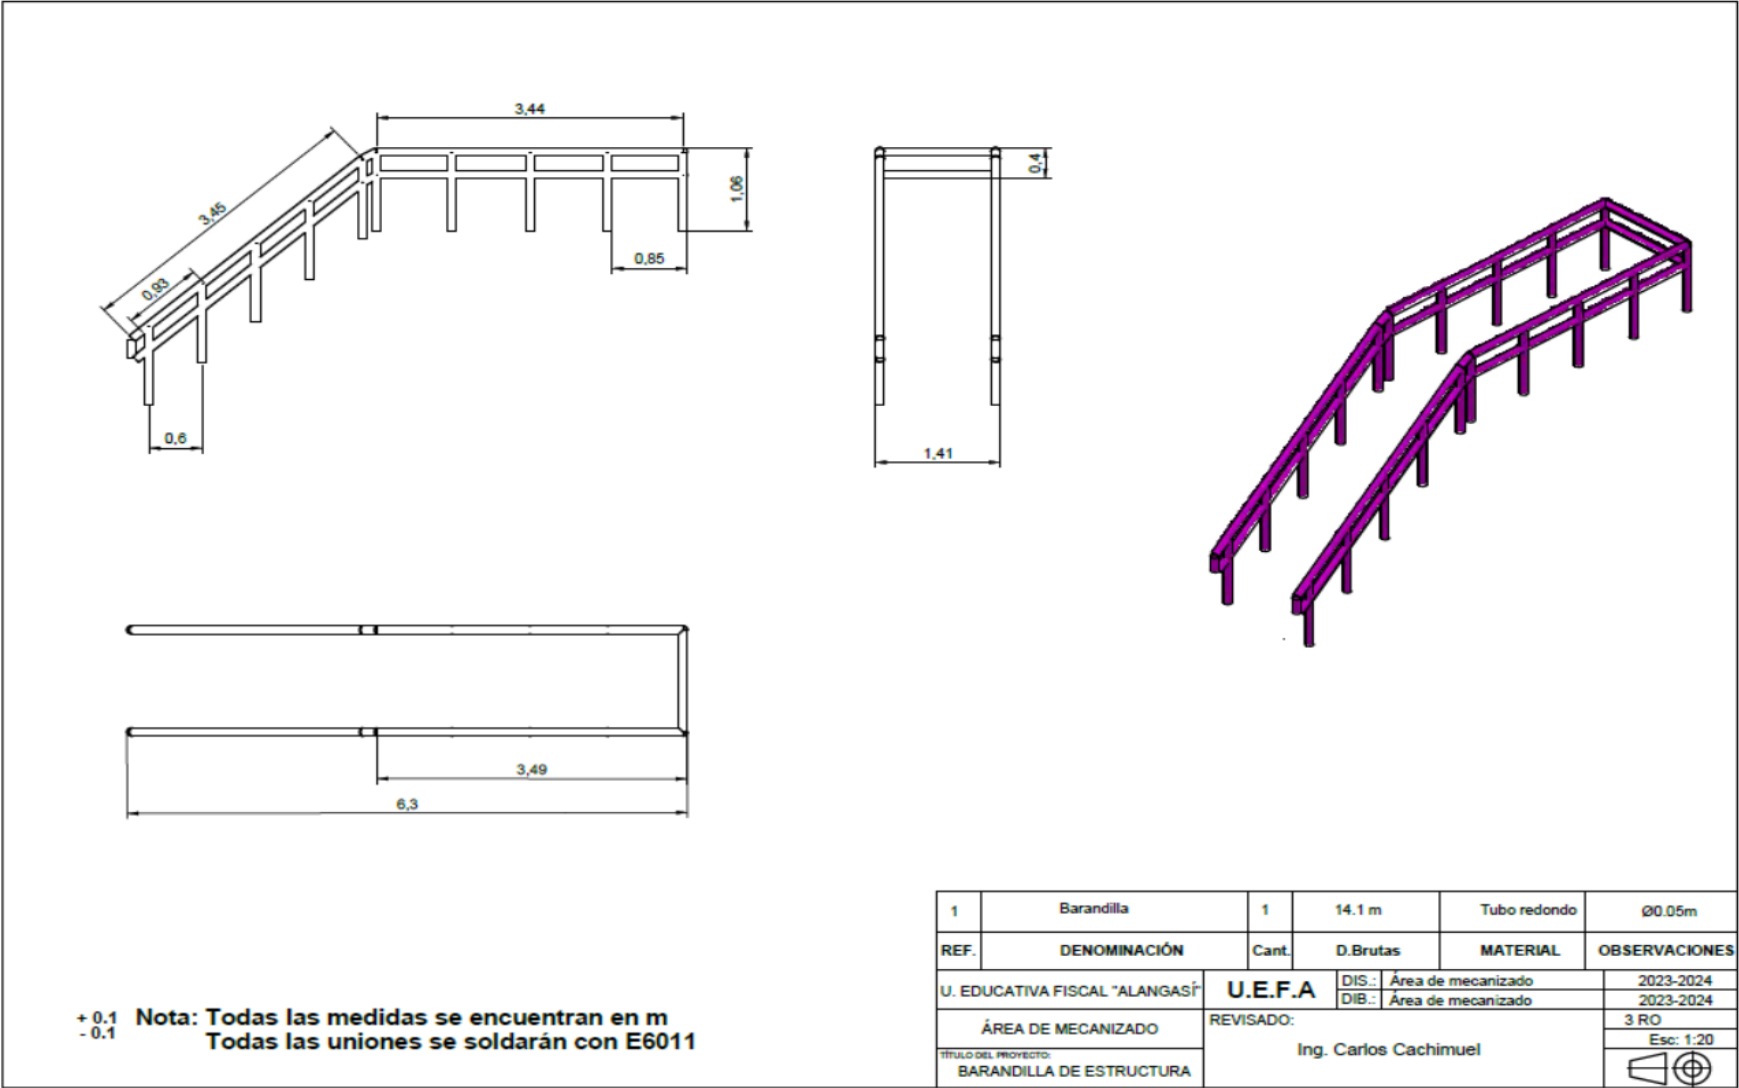 3,44
3,45
0,93
1,06
0,85
0,6
0,4
1,41
3,49
6,3
+ 0.1
- 0.1
Nota: Todas las medidas se encuentran en m
Todas las uniones se soldarán con E6011
1 Barandilla 1 14.1 m Tubo redondo Ø0.05m
REF. DENOMINACIÓN Cant. D.Brutas MATERIAL OBSERVACIONES
U. EDUCATIVA FISCAL "ALANGASÍ"
U.E.F.A
DIS.: Área de mecanizado 2023-2024
DIB.: Área de mecanizado 2023-2024
ÁREA DE MECANIZADO
REVISADO:
Ing. Carlos Cachimuel
3 RO
Esc: 1:20
TÍTULO DEL PROYECTO:
BARANDILLA DE ESTRUCTURA